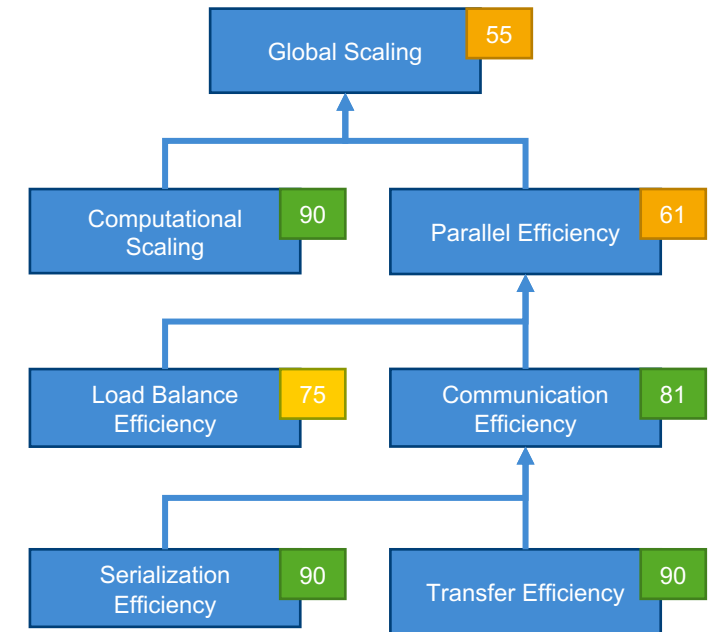 Global Scaling
55
Computational
Scaling
90
Parallel Efficiency
61
Load Balance
Efficiency
75
Communication
Efficiency
81
Serialization
Efficiency
90
Transfer Efficiency
90